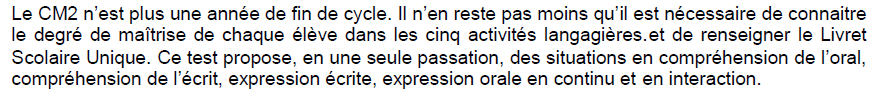 Le CM2 n’est plus une année de fin de cycle. Il n’en reste pas moins qu’il est nécessaire de connaitre
le degré de maîtrise de chaque élève dans les cinq activités langagières.et de renseigner le Livret
Scolaire Unique. Ce test propose, en une seule passation, des situations en compréhension de l’oral,
compréhension de l’écrit, expression écrite, expression orale en continu et en interaction.